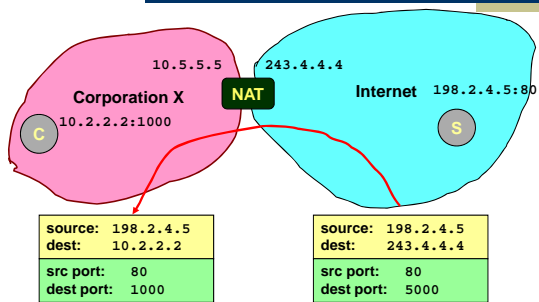 10.5.5.5
243.4.4.4
NAT
Corporation X
Internet
198.2.4.5:80
C
10.2.2.2:1000
S
source: 198.2.4.5
dest: 10.2.2.2
src port: 80
dest port: 1000
source: 198.2.4.5
dest: 243.4.4.4
src port: 80
dest port: 5000